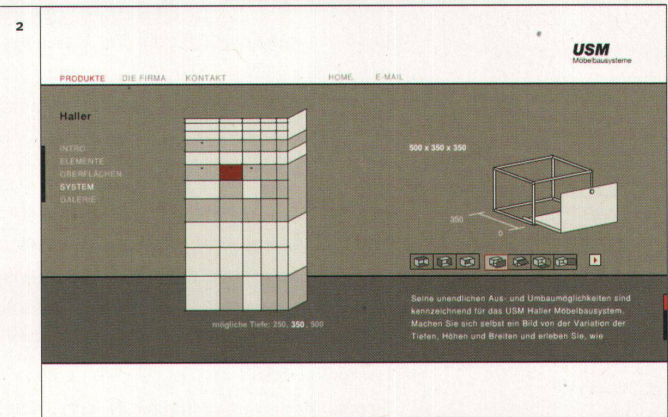 2
USM
Möbelbausysteme
PRODUKTE DIE FIRMA KONTAKT HOME E-MAIL
Haller
INTRO
ELEMENTE
OBERFLÄCHEN
SYSTEM
GALERIE
500 x 350 x 350
350
0
mögliche Tiefe: 250, 350, 500
Seine unendlichen Aus- und Umbaumöglichkeiten sind
kennzeichnend für das USM Haller Möbelbausystem.
Machen Sie sich selbst ein Bild von der Variation der
Tiefen, Höhen und Breiten und erleben Sie, wie